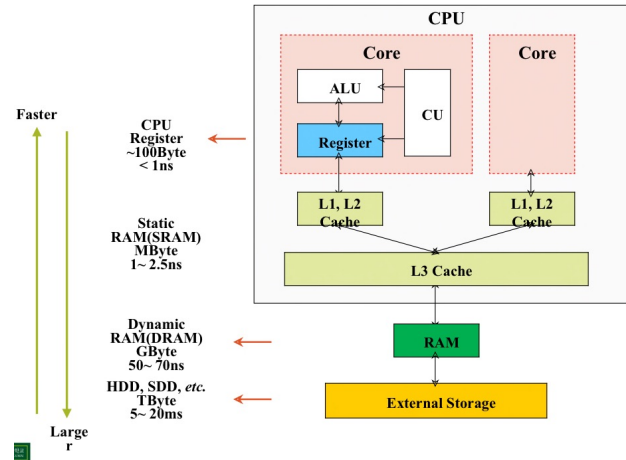 CPU
Core
Core
ALU
CU
Register
Faster
CPU
Register
~100Byte
< 1ns
L1, L2
Cache
L1, L2
Cache
Static
RAM(SRAM)
MByte
1~ 2.5ns
L3 Cache
Dynamic
RAM(DRAM)
GByte
50~ 70ns
RAM
HDD, SDD, etc.
TByte
5~ 20ms
External Storage
Large
r